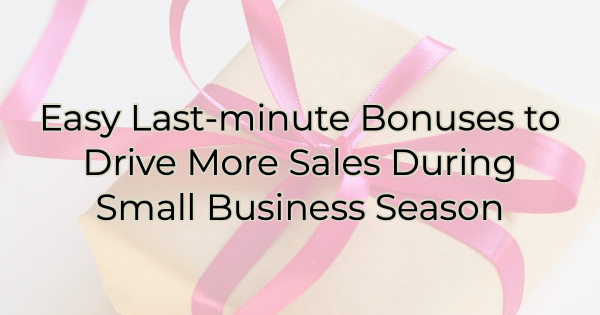 Easy Last-minute Bonuses to
Drive More Sales During
Small Business Season